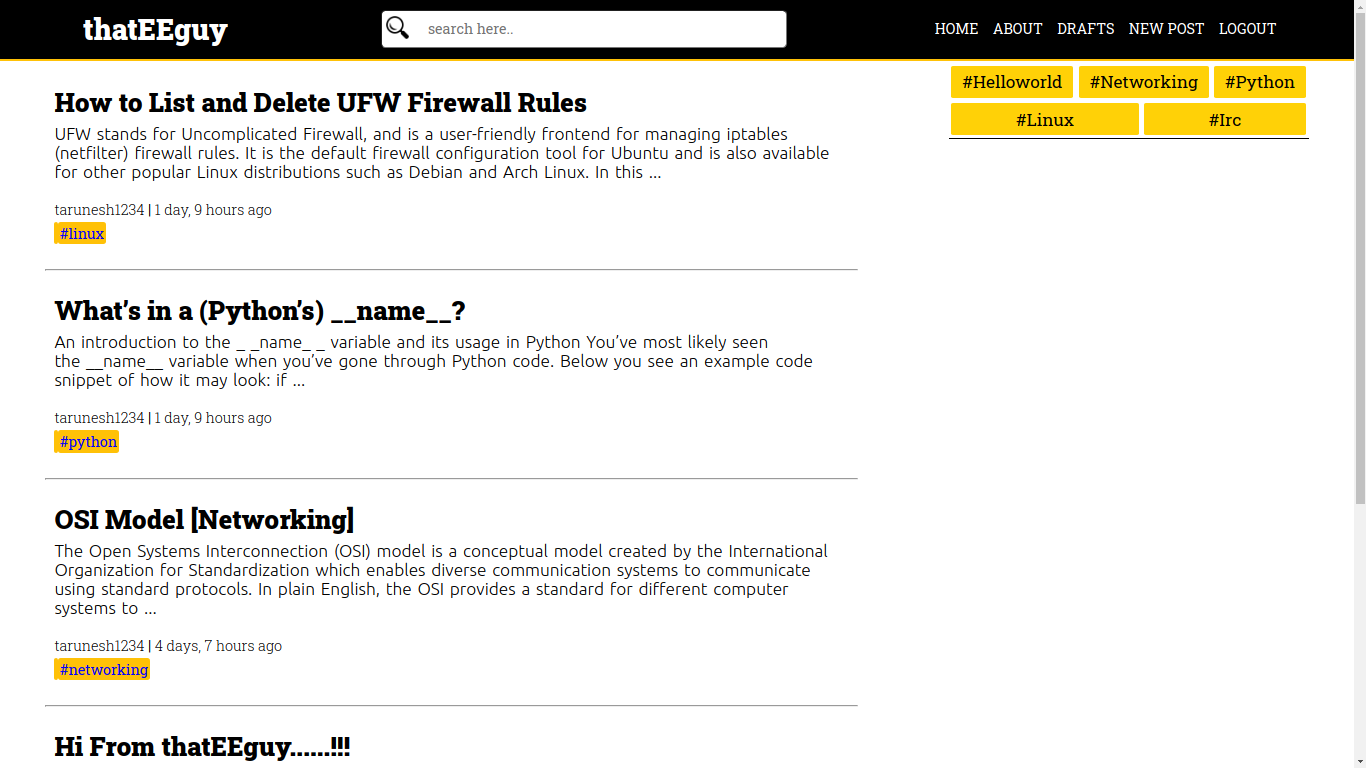 thatEEguy
search here..
HOME ABOUT DRAFTS NEW POST LOGOUT
#Helloworld #Networking #Python
#Linux #Irc
How to List and Delete UFW Firewall Rules
UFW stands for Uncomplicated Firewall, and is a user-friendly frontend for managing iptables
(netfilter) firewall rules. It is the default firewall configuration tool for Ubuntu and is also available
for other popular Linux distributions such as Debian and Arch Linux. In this ...
tarunesh1234 | 1 day, 9 hours ago
#linux
What’s in a (Python’s) __name__?
An introduction to the _ _name_ _ variable and its usage in Python You’ve most likely seen
the __name__ variable when you’ve gone through Python code. Below you see an example code
snippet of how it may look: if ...
tarunesh1234 | 1 day, 9 hours ago
#python
OSI Model [Networking]
The Open Systems Interconnection (OSI) model is a conceptual model created by the International
Organization for Standardization which enables diverse communication systems to communicate
using standard protocols. In plain English, the OSI provides a standard for different computer
systems to ...
tarunesh1234 | 4 days, 7 hours ago
#networking
Hi From thatEEguy......!!!